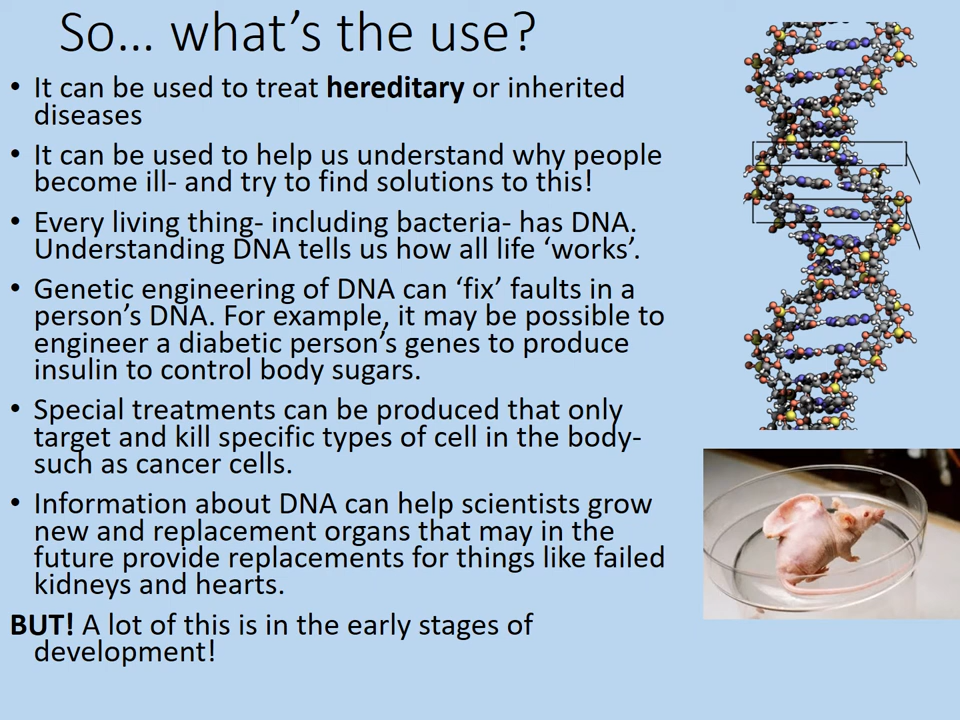 So... what's the use?
• It can be used to treat hereditary or inherited
diseases
• It can be used to help us understand why people
become ill- and try to find solutions to this!
• Every living thing- including bacteria- has DNA.
Understanding DNA tells us how all life ‘works’.
• Genetic engineering of DNA can ‘fix’ faults in a
person’s DNA. For example, it may be possible to
engineer a diabetic person’s genes to produce
insulin to control body sugars.
• Special treatments can be produced that only
target and kill specific types of cell in the body-
such as cancer cells.
• Information about DNA can help scientists grow
new and replacement organs that may in the
future provide replacements for things like failed
kidneys and hearts.
BUT! A lot of this is in the early stages of
development!